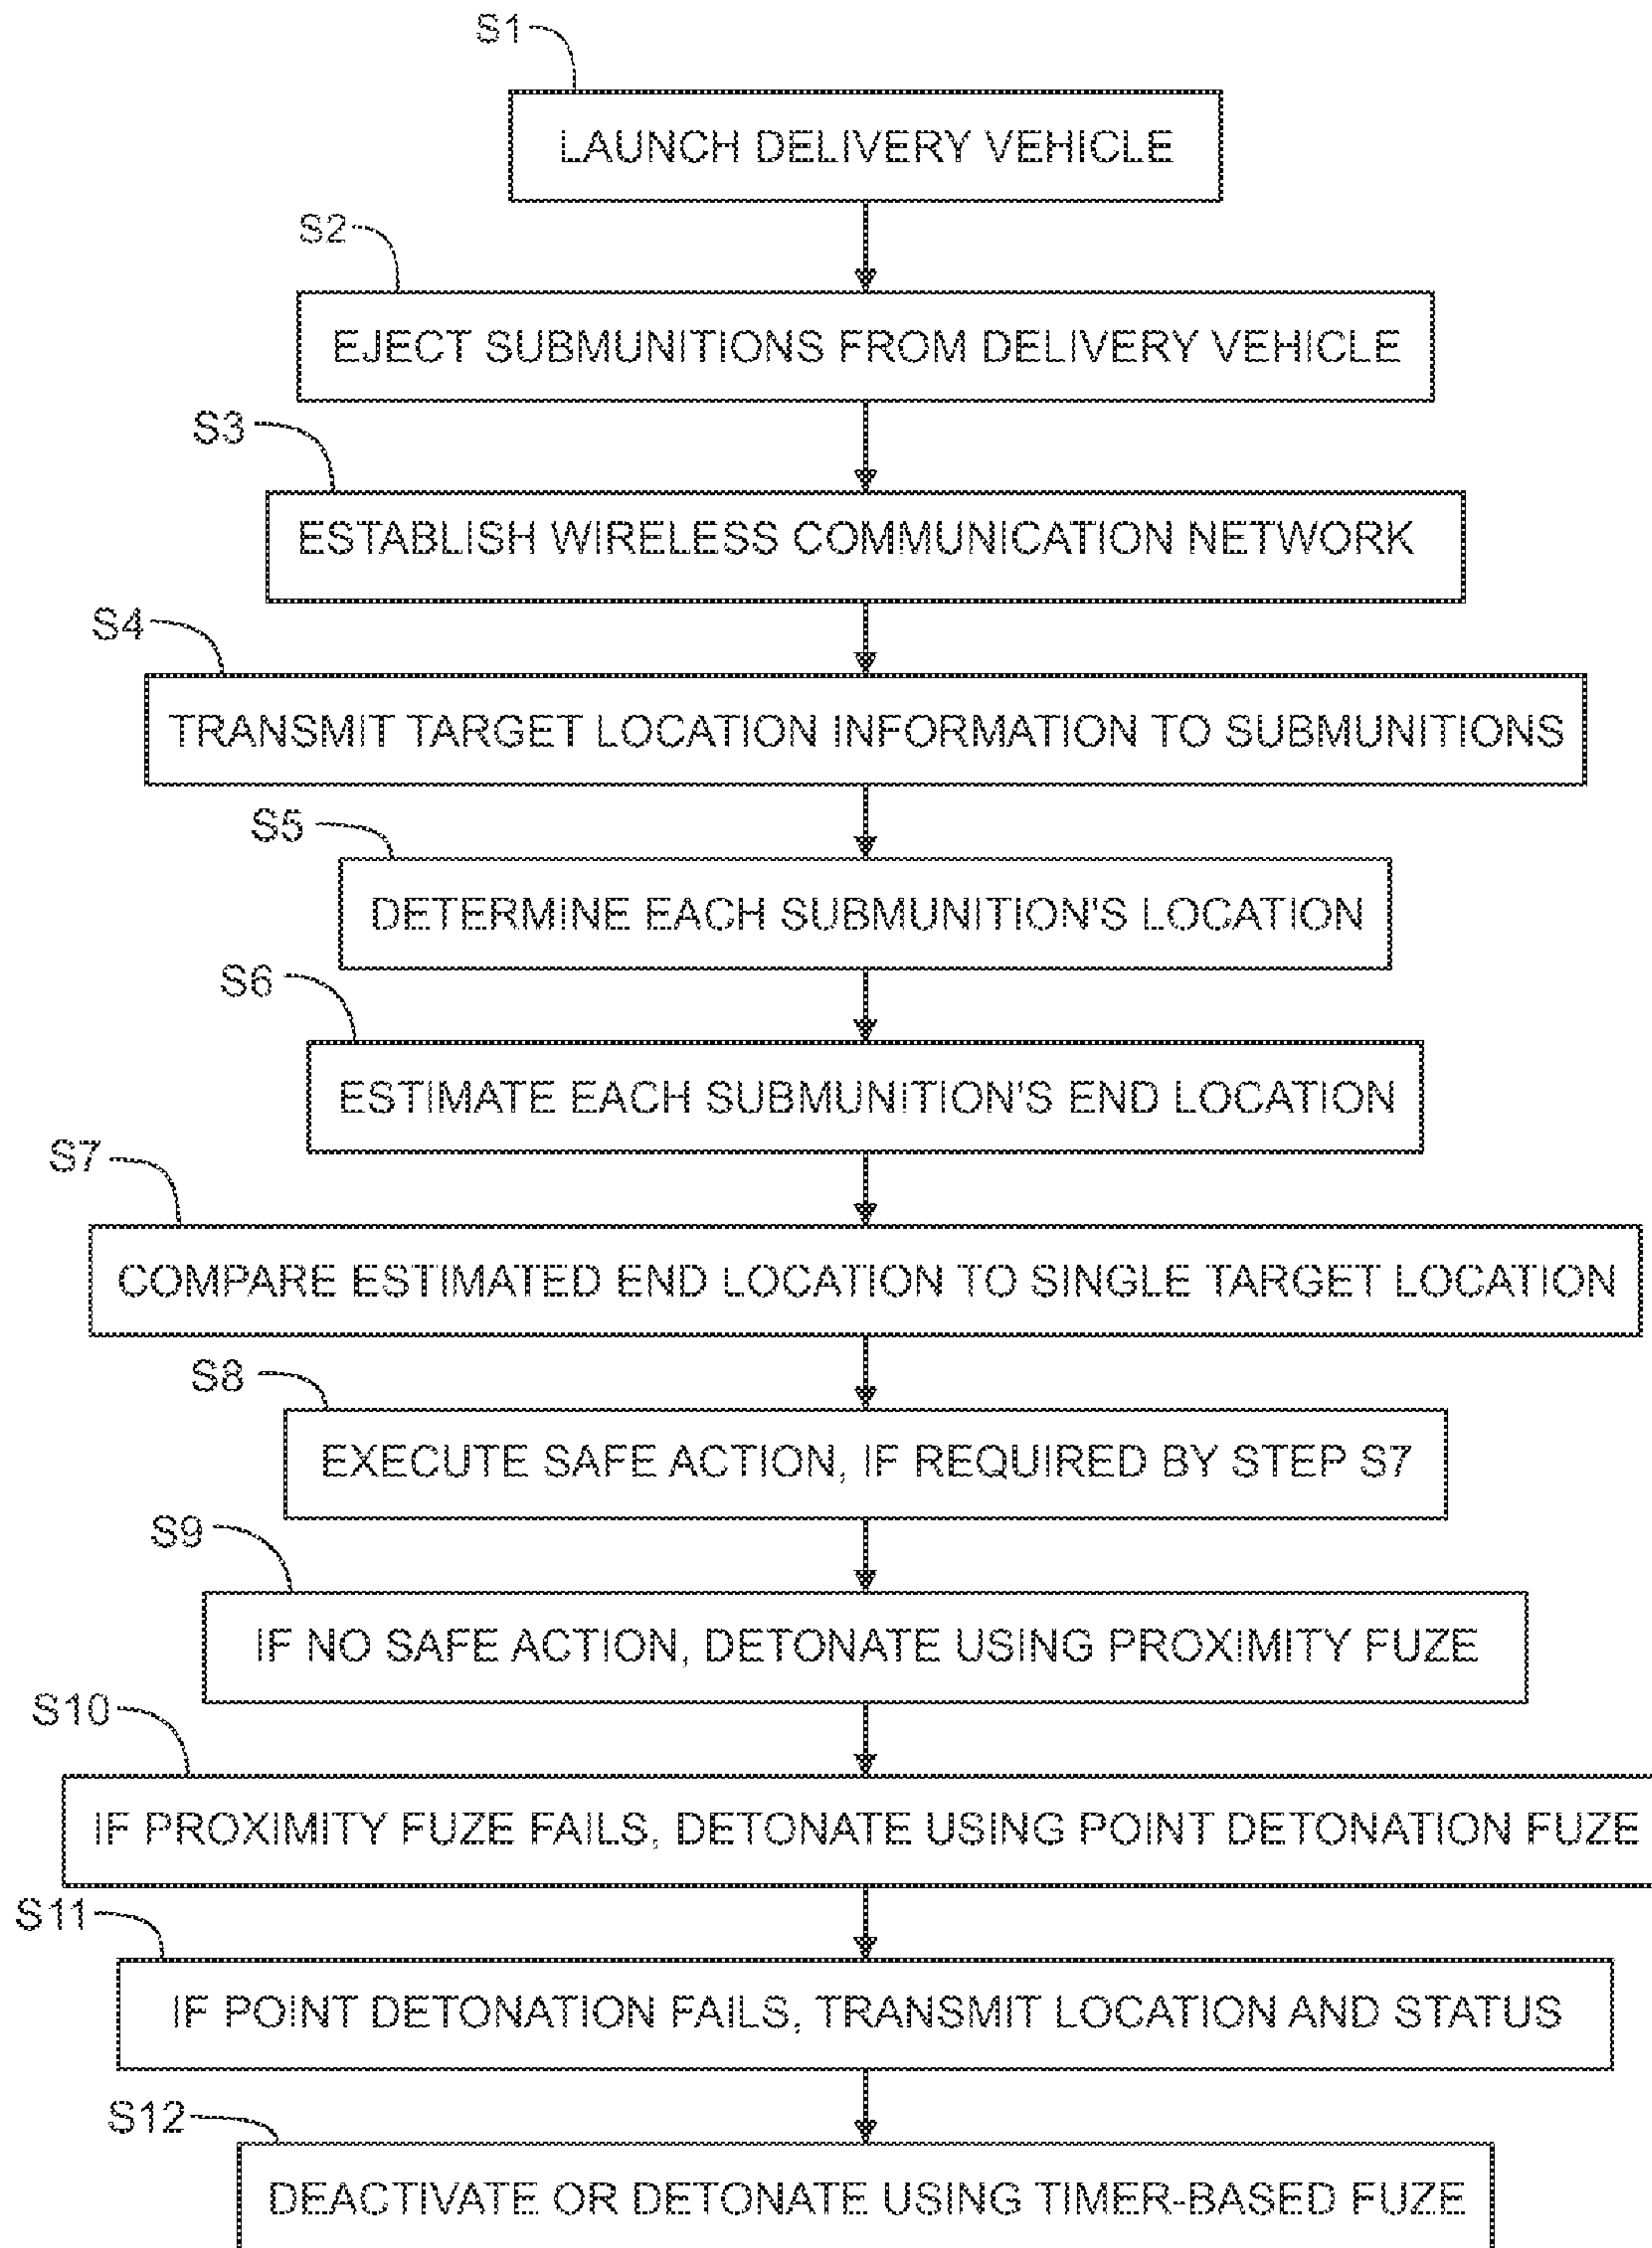 S1
LAUNCH DELIVERY VEHICLE
S2
EJECT SUBMUNITIONS FROM DELIVERY VEHICLE
S3
ESTABLISH WIRELESS COMMUNICATION NETWORK
S4
TRANSMIT TARGET LOCATION INFORMATION TO SUBMUNITIONS
S5
DETERMINE EACH SUBMUNITION'S LOCATION
S6
ESTIMATE EACH SUBMUNITION'S END LOCATION
S7
COMPARE ESTIMATED END LOCATION TO SINGLE TARGET LOCATION
S8
EXECUTE SAFE ACTION, IF REQUIRED BY STEP S7
S9
IF NO SAFE ACTION, DETONATE USING PROXIMITY FUZE
S10
IF PROXIMITY FUZE FAILS, DETONATE USING POINT DETONATION FUZE
S11
IF POINT DETONATION FAILS, TRANSMIT LOCATION AND STATUS
S12
DEACTIVATE OR DETONATE USING TIMER-BASED FUZE